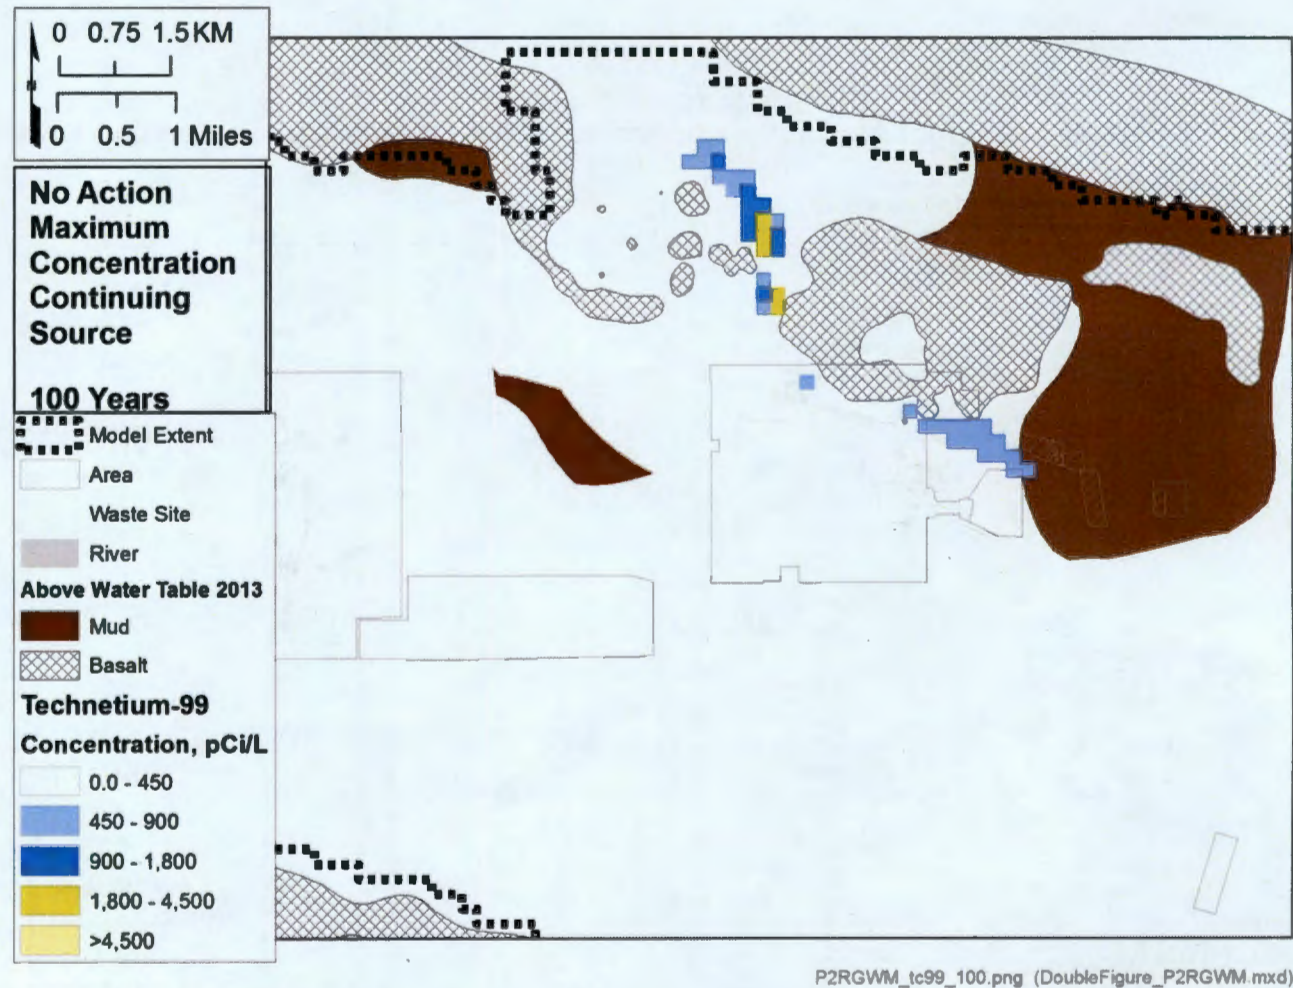 0 0.75 1.5 KM
N
0 0.5 1 Miles
No Action
Maximum
Concentration
Continuing
Source
100 Years
Model Extent
Area
Waste Site
River
Above Water Table 2013
Mud
Basalt
Technetium-99
Concentration, pCi/L
0.0 - 450
450 - 900
900 - 1,800
1,800 - 4,500
>4,500
P2RGWM_tc99_100.png (DoubleFigure_P2RGWM.mxd)